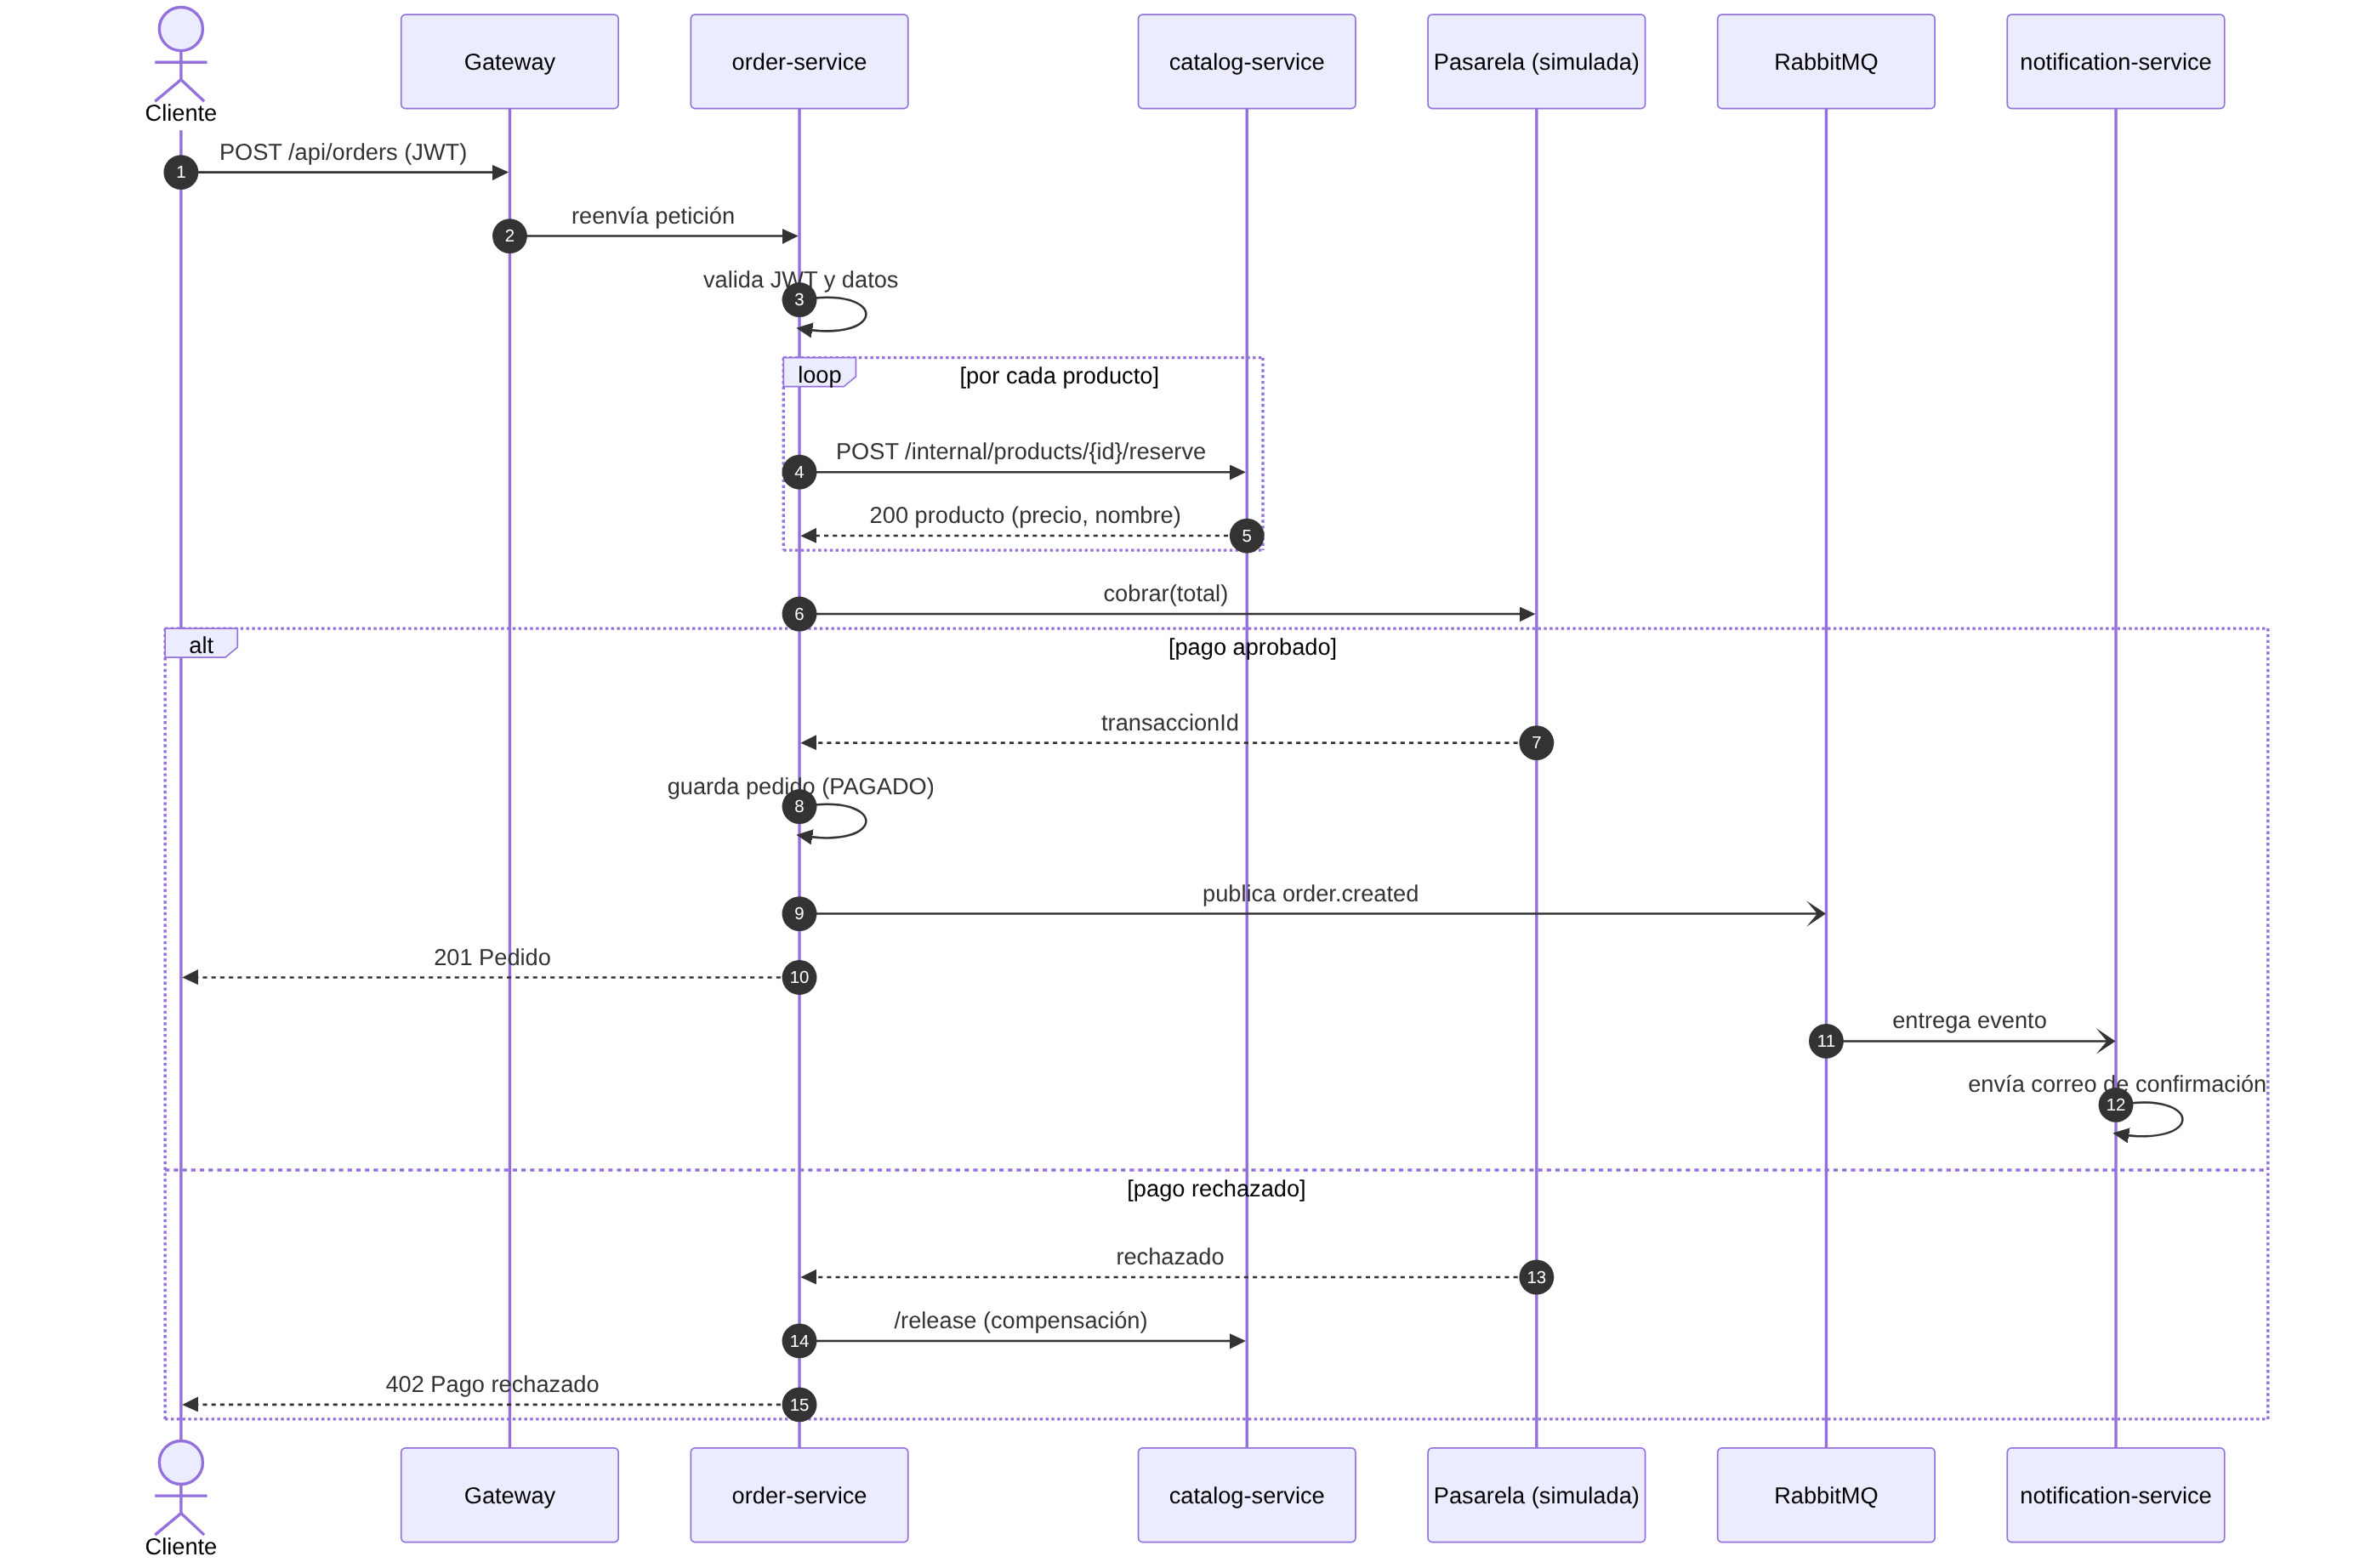 Cliente
Gateway
order-service
catalog-service
Pasarela (simulada)
RabbitMQ
notification-service
POST /api/orders (JWT)
1
reenvía petición
2
valida JWT y datos
3
loop
[por cada producto]
POST /internal/products/{id}/reserve
4
200 producto (precio, nombre)
5
cobrar(total)
6
alt
[pago aprobado]
transaccionId
7
guarda pedido (PAGADO)
8
publica order.created
9
201 Pedido
10
entrega evento
11
envía correo de confirmación
12
[pago rechazado]
rechazado
13
/release (compensación)
14
402 Pago rechazado
15
Cliente
Gateway
order-service
catalog-service
Pasarela (simulada)
RabbitMQ
notification-service